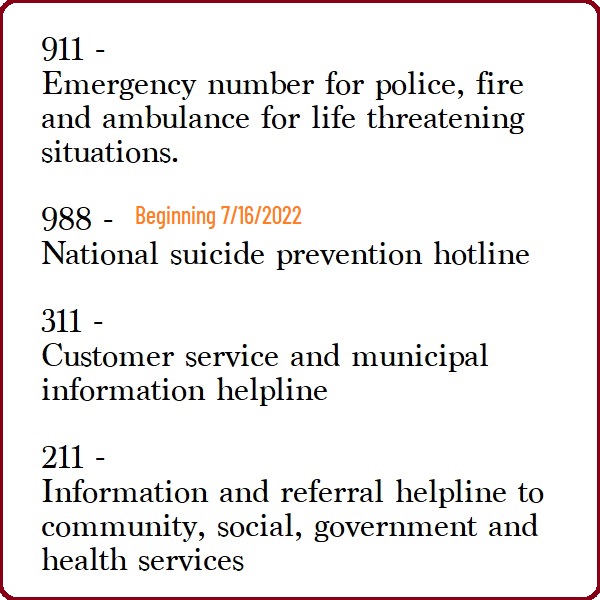 911 -
Emergency number for police, fire
and ambulance for life threatening
situations.
988 - Beginning 7/16/2022
National suicide prevention hotline
311 -
Customer service and municipal
information helpline
211 -
Information and referral helpline to
community, social, government and
health services